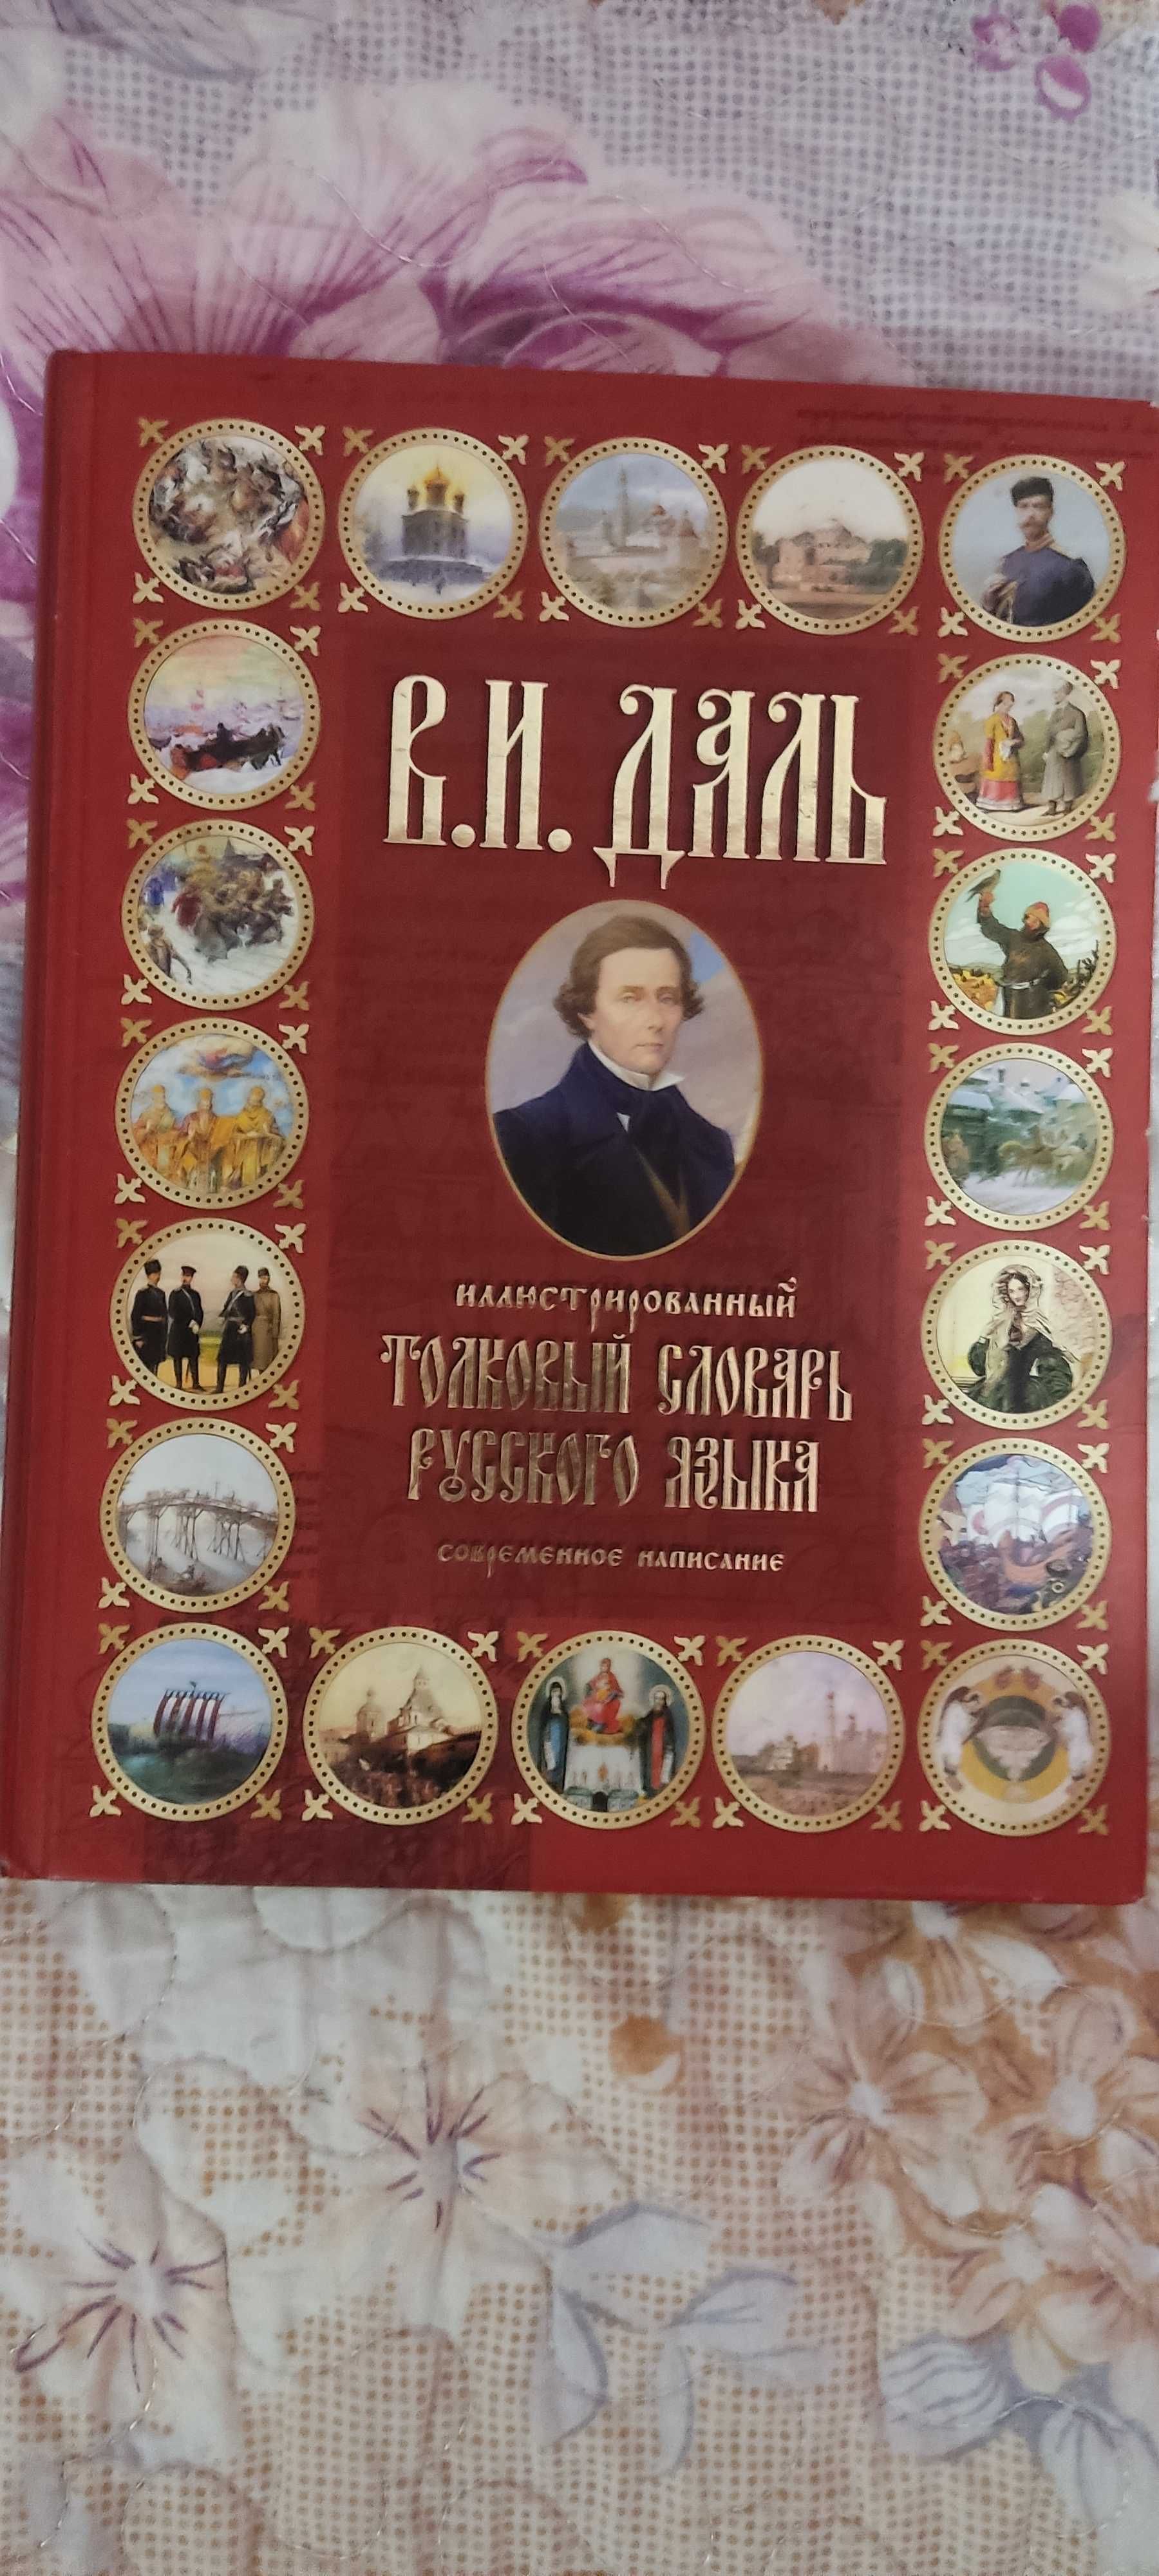 В.И. ДАЛЬ
ИЛЛЮСТРИРОВАННЫЙ
ТОЛКОВЫЙ СЛОВАРЬ
РУССКОГО ЯЗЫКА
СОВРЕМЕННОЕ НАПИСАНИЕ